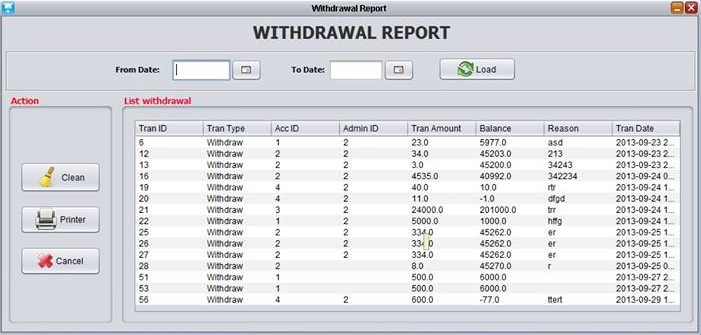 Withdrawal Report
WITHDRAWAL REPORT
From Date: To Date: Load
Action
List withdrawal
Clean
Printer
Cancel
Tran ID Tran Type Acc ID Admin ID Tran Amount Balance Reason Tran Date
6 Withdraw 1 2 23.0 5977.0 asd 2013-09-23 2...
12 Withdraw 2 2 34.0 45203.0 213 2013-09-23 2...
13 Withdraw 2 2 3.0 45200.0 34243 2013-09-23 2...
16 Withdraw 2 2 4535.0 40992.0 342234 2013-09-24 0...
19 Withdraw 4 2 40.0 10.0 rtr 2013-09-24 1...
20 Withdraw 4 2 11.0 -1.0 dfgd 2013-09-24 1...
21 Withdraw 3 2 24000.0 201000.0 trr 2013-09-24 1...
22 Withdraw 1 2 5000.0 1000.0 hffg 2013-09-24 1...
25 Withdraw 2 2 334.0 45262.0 er 2013-09-25 1...
26 Withdraw 2 2 334.0 45262.0 er 2013-09-25 1...
27 Withdraw 2 2 334.0 45262.0 er 2013-09-25 1...
28 Withdraw 2 8.0 45270.0 r 2013-09-25 0...
51 Withdraw 1 500.0 6000.0 2013-09-27 2...
53 Withdraw 1 500.0 6000.0 2013-09-27 2...
56 Withdraw 4 2 600.0 -77.0 ttert 2013-09-29 1...